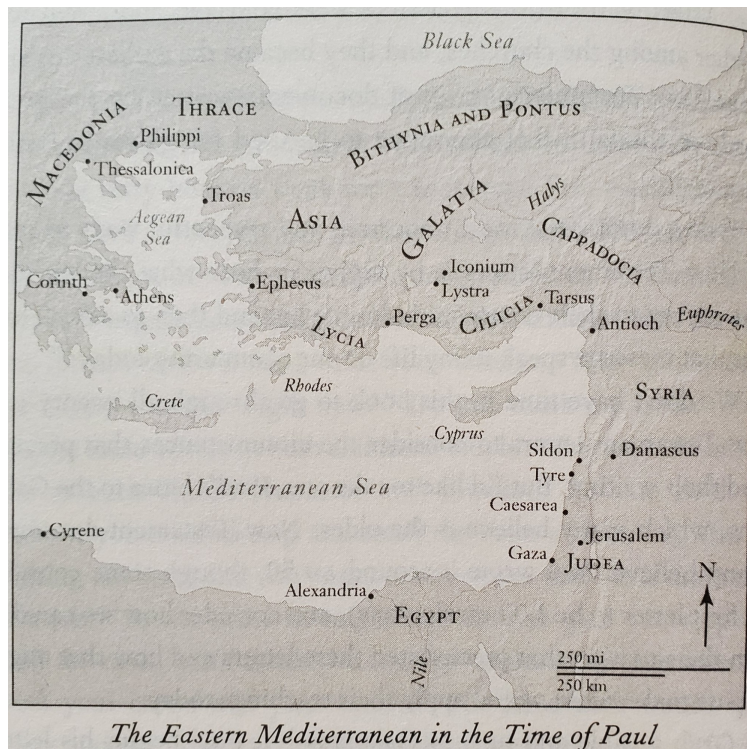 Black Sea
THRACE
MACEDONIA
BITHYNIA AND PONTUS
Philippi
Thessalonica
Troas
Aegean
Sea
ASIA
GALATIA
Halys
CAPPADOCIA
Iconium
Lystra
Corinth
Athens
Ephesus
Perga
CILICIA
Tarsus
LYCIA
Antioch
Euphrates
Rhodes
SYRIA
Crete
Cyprus
Sidon
Damascus
Tyre
Mediterranean Sea
Caesarea
Cyrene
Jerusalem
Gaza
JUDEA
N
Alexandria
EGYPT
Nile
250 mi
250 km
The Eastern Mediterranean in the Time of Paul